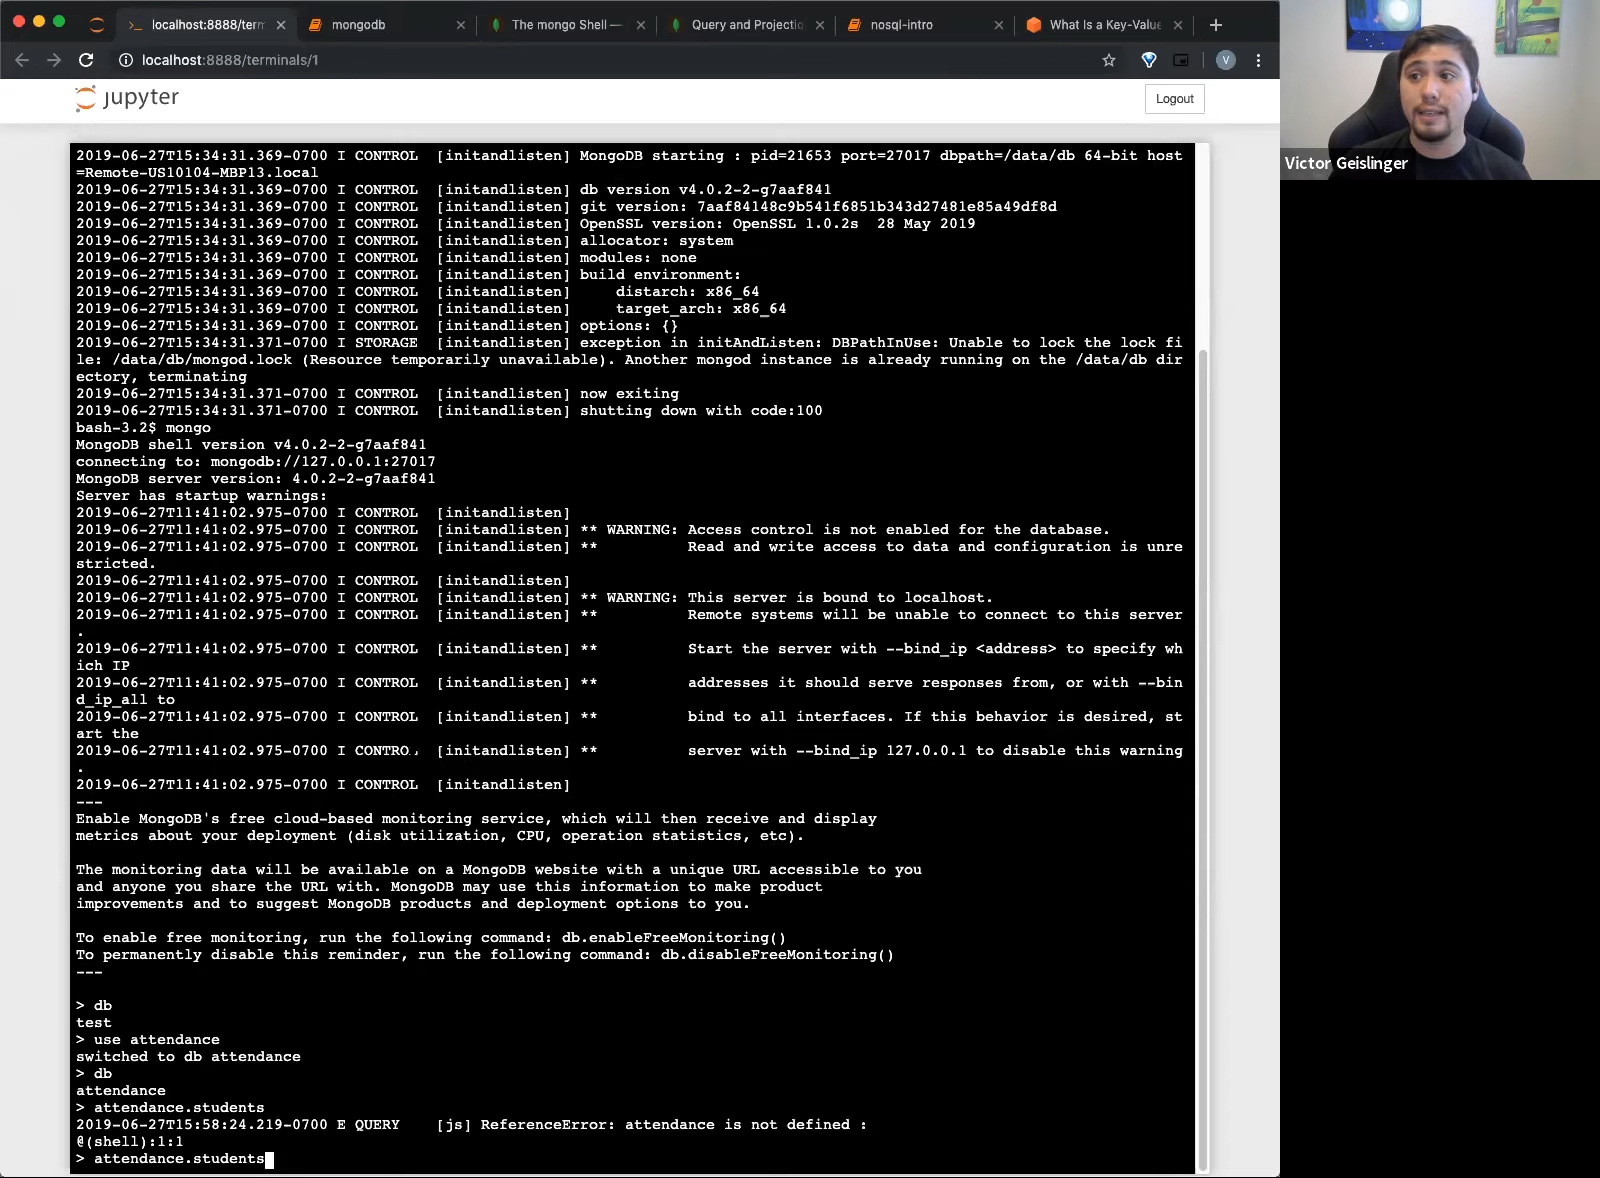 localhost:8888/tern
mongodb
The mongo Shell —
Query and Projectic
nosql-intro
What Is a Key-Value
localhost:8888/terminals/1
V
jupyter
Logout
Victor Geislinger
2019-06-27T15:34:31.369-0700 I CONTROL  [initandlisten] MongoDB starting : pid=21653 port=27017 dbpath=/data/db 64-bit host
=Remote-US10104-MBP13.local
2019-06-27T15:34:31.369-0700 I CONTROL  [initandlisten] db version v4.0.2-2-g7aaf841
2019-06-27T15:34:31.369-0700 I CONTROL  [initandlisten] git version: 7aaf84148c9b541f6851b343d27481e85a49df8d
2019-06-27T15:34:31.369-0700 I CONTROL  [initandlisten] OpenSSL version: OpenSSL 1.0.2s  28 May 2019
2019-06-27T15:34:31.369-0700 I CONTROL  [initandlisten] allocator: system
2019-06-27T15:34:31.369-0700 I CONTROL  [initandlisten] modules: none
2019-06-27T15:34:31.369-0700 I CONTROL  [initandlisten] build environment:
2019-06-27T15:34:31.369-0700 I CONTROL  [initandlisten]     distarch: x86_64
2019-06-27T15:34:31.369-0700 I CONTROL  [initandlisten]     target_arch: x86_64
2019-06-27T15:34:31.369-0700 I CONTROL  [initandlisten] options: {}
2019-06-27T15:34:31.371-0700 I STORAGE  [initandlisten] exception in initAndListen: DBPathInUse: Unable to lock the lock fi
le: /data/db/mongod.lock (Resource temporarily unavailable). Another mongod instance is already running on the /data/db dir
ectory, terminating
2019-06-27T15:34:31.371-0700 I CONTROL  [initandlisten] now exiting
2019-06-27T15:34:31.371-0700 I CONTROL  [initandlisten] shutting down with code:100
bash-3.2$ mongo
MongoDB shell version v4.0.2-2-g7aaf841
connecting to: mongodb://127.0.0.1:27017
MongoDB server version: 4.0.2-2-g7aaf841
Server has startup warnings:
2019-06-27T11:41:02.975-0700 I CONTROL  [initandlisten]
2019-06-27T11:41:02.975-0700 I CONTROL  [initandlisten] ** WARNING: Access control is not enabled for the database.
2019-06-27T11:41:02.975-0700 I CONTROL  [initandlisten] **          Read and write access to data and configuration is unre
stricted.
2019-06-27T11:41:02.975-0700 I CONTROL  [initandlisten]
2019-06-27T11:41:02.975-0700 I CONTROL  [initandlisten] ** WARNING: This server is bound to localhost.
2019-06-27T11:41:02.975-0700 I CONTROL  [initandlisten] **          Remote systems will be unable to connect to this server
.
2019-06-27T11:41:02.975-0700 I CONTROL  [initandlisten] **          Start the server with --bind_ip <address> to specify wh
ich IP
2019-06-27T11:41:02.975-0700 I CONTROL  [initandlisten] **          addresses it should serve responses from, or with --bin
d_ip_all to
2019-06-27T11:41:02.975-0700 I CONTROL  [initandlisten] **          bind to all interfaces. If this behavior is desired, st
art the
2019-06-27T11:41:02.975-0700 I CONTROL  [initandlisten] **          server with --bind_ip 127.0.0.1 to disable this warning
.
2019-06-27T11:41:02.975-0700 I CONTROL  [initandlisten]
---
Enable MongoDB's free cloud-based monitoring service, which will then receive and display
metrics about your deployment (disk utilization, CPU, operation statistics, etc).
The monitoring data will be available on a MongoDB website with a unique URL accessible to you
and anyone you share the URL with. MongoDB may use this information to make product
improvements and to suggest MongoDB products and deployment options to you.
To enable free monitoring, run the following command: db.enableFreeMonitoring()
To permanently disable this reminder, run the following command: db.disableFreeMonitoring()
---
> db
test
> use attendance
switched to db attendance
> db
attendance
> attendance.students
2019-06-27T15:58:24.219-0700 E QUERY    [js] ReferenceError: attendance is not defined :
@(shell):1:1
> attendance.students